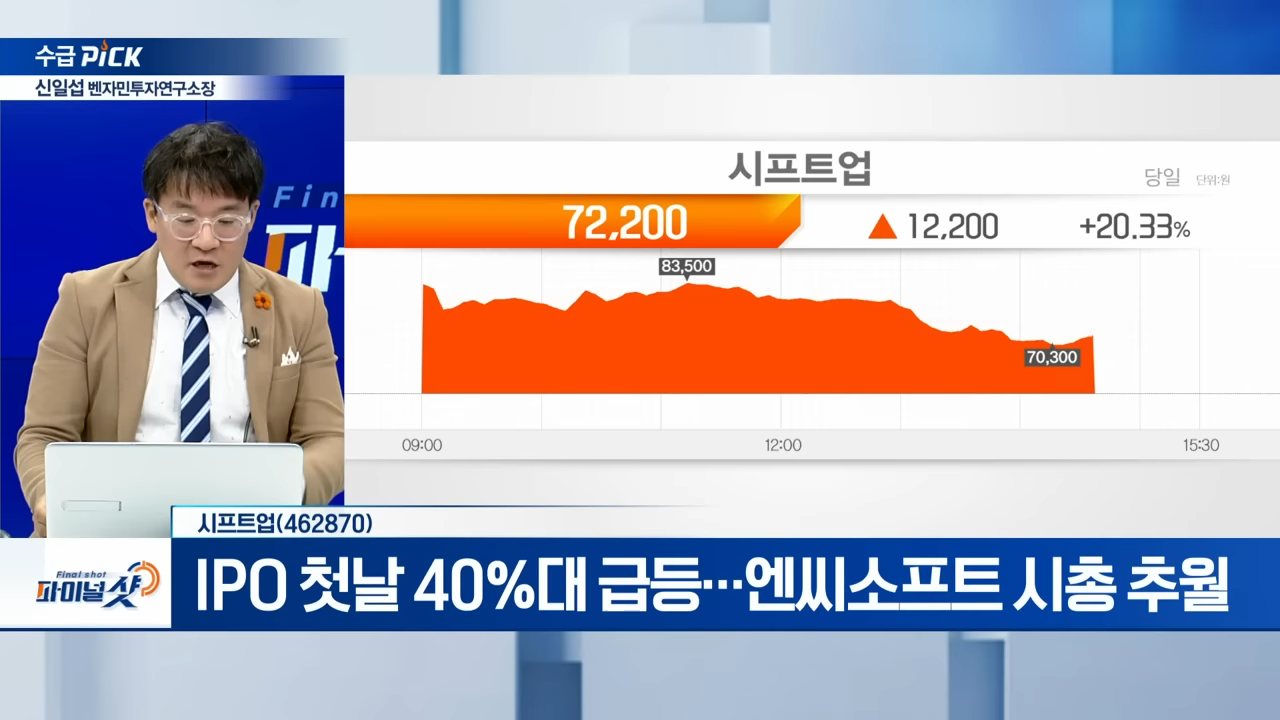 수급 PiCK
신일섭 벤자민투자연구소장
Fin
파
시프트업
당일 단위:원
72,200 ▲ 12,200 +20.33%
83,500
70,300
09:00 12:00 15:30
시프트업(462870)
Final shot
파이널샷
IPO 첫날 40%대 급등…엔씨소프트 시총 추월